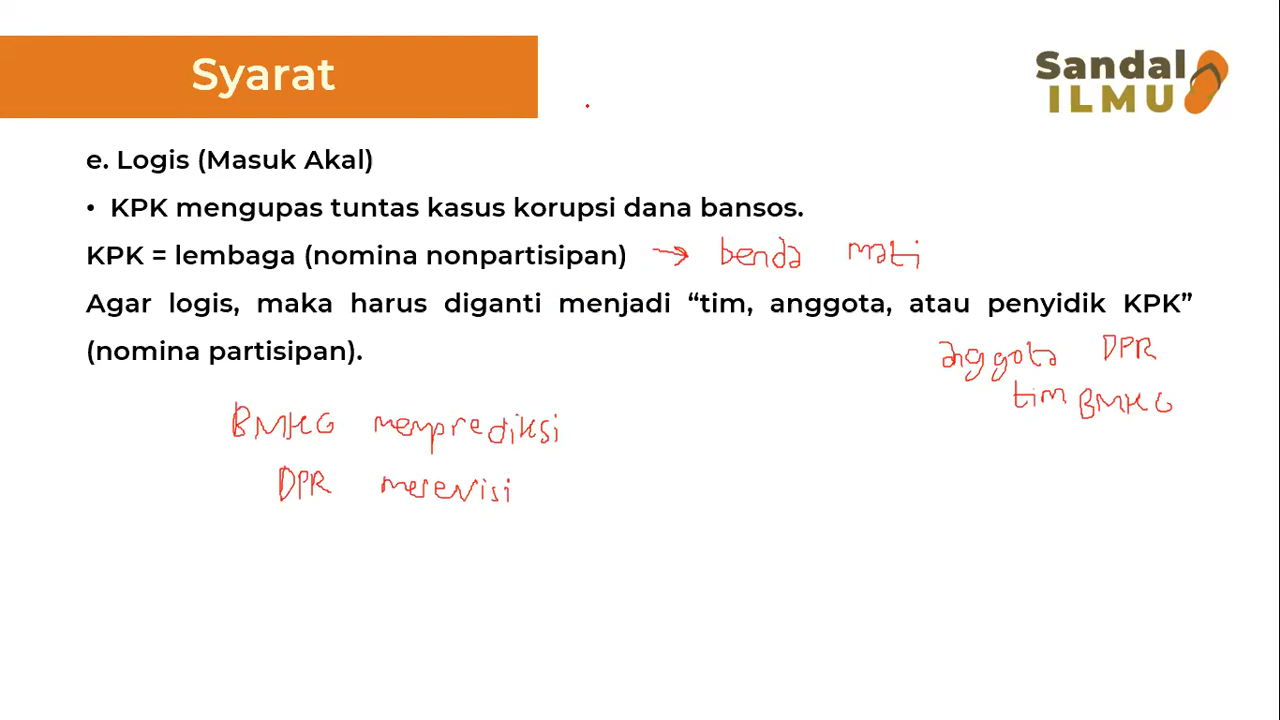 Syarat
Sandal
ILMU
e. Logis (Masuk Akal)
• KPK mengupas tuntas kasus korupsi dana bansos.
KPK = lembaga (nomina nonpartisipan) → benda mati
Agar logis, maka harus diganti menjadi “tim, anggota, atau penyidik KPK”
(nomina partisipan).
anggota DPR
tim BMKG
BMKG memprediksi
DPR merevisi